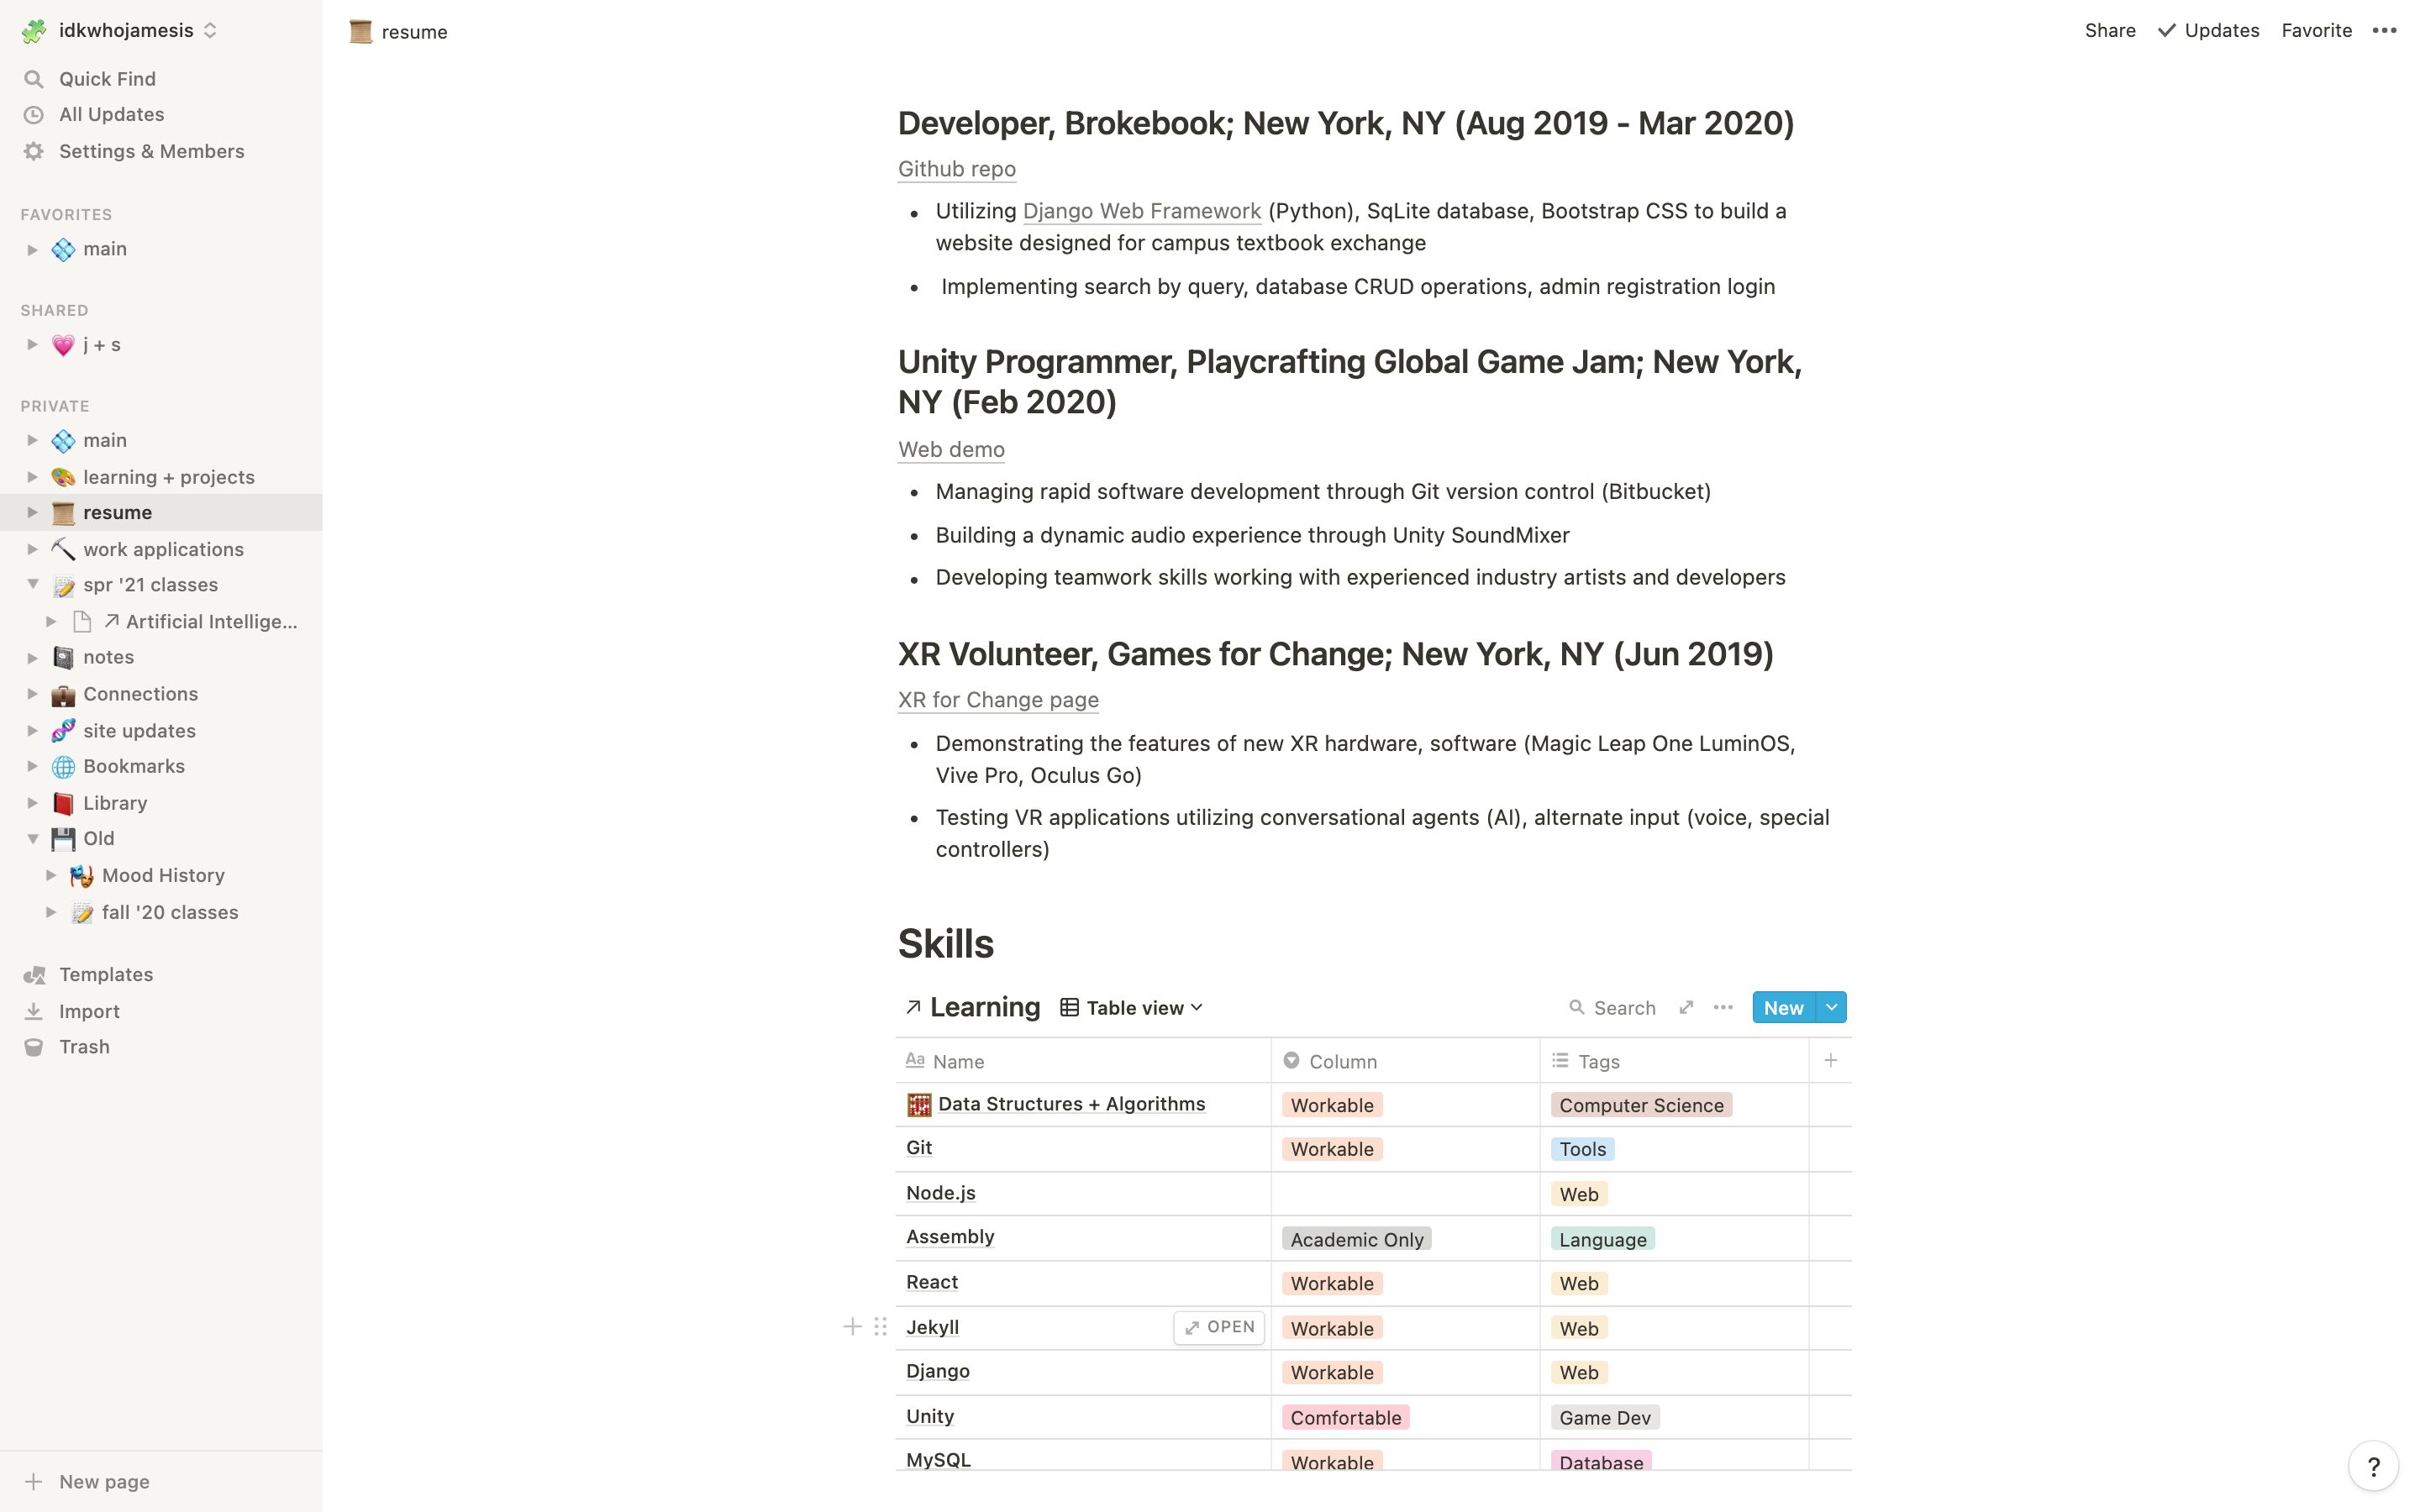 idkwhojamesis
Quick Find
All Updates
Settings & Members
FAVORITES
main
SHARED
j + s
PRIVATE
main
learning + projects
resume
work applications
spr '21 classes
Artificial Intellige...
notes
Connections
site updates
Bookmarks
Library
Old
Mood History
fall '20 classes
Templates
Import
Trash
New page
resume
Share Updates Favorite
Developer, Brokebook; New York, NY (Aug 2019 - Mar 2020)
Github repo
• Utilizing Django Web Framework (Python), SqLite database, Bootstrap CSS to build a
website designed for campus textbook exchange
• Implementing search by query, database CRUD operations, admin registration login
Unity Programmer, Playcrafting Global Game Jam; New York,
NY (Feb 2020)
Web demo
• Managing rapid software development through Git version control (Bitbucket)
• Building a dynamic audio experience through Unity SoundMixer
• Developing teamwork skills working with experienced industry artists and developers
XR Volunteer, Games for Change; New York, NY (Jun 2019)
XR for Change page
• Demonstrating the features of new XR hardware, software (Magic Leap One LuminOS,
Vive Pro, Oculus Go)
• Testing VR applications utilizing conversational agents (AI), alternate input (voice, special
controllers)
Skills
Learning Table view Search New
Aa Name Column Tags
Data Structures + Algorithms Workable Computer Science
Git Workable Tools
Node.js Web
Assembly Academic Only Language
React Workable Web
Jekyll OPEN Workable Web
Django Workable Web
Unity Comfortable Game Dev
MySQL Workable Database
?